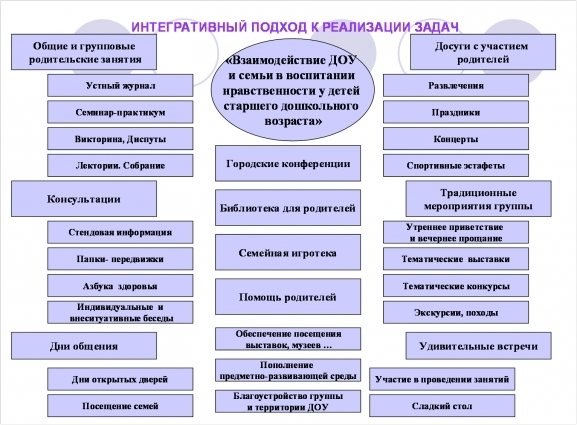 ИНТЕГРАТИВНЫЙ ПОДХОД К РЕАЛИЗАЦИИ ЗАДАЧ
«Взаимодействие ДОУ
и семьи в воспитании
нравственности у детей
старшего дошкольного
возраста»
Общие и групповые
родительские занятия
Устный журнал
Семинар-практикум
Викторина, Диспуты
Лектории. Собрание
Консультации
Стендовая информация
Папки- передвижки
Азбука здоровья
Индивидуальные и
внеситуативные беседы
Дни общения
Дни открытых дверей
Посещение семей
Городские конференции
Библиотека для родителей
Семейная игротека
Помощь родителей
Обеспечение посещения
выставок, музеев ...
Пополнение
предметно-развивающей среды
Благоустройство группы
и территории ДОУ
Досуги с участием
родителей
Развлечения
Праздники
Концерты
Спортивные эстафеты
Традиционные
мероприятия группы
Утреннее приветствие
и вечернее прощание
Тематические выставки
Тематические конкурсы
Экскурсии, походы
Удивительные встречи
Участие в проведении занятий
Сладкий стол